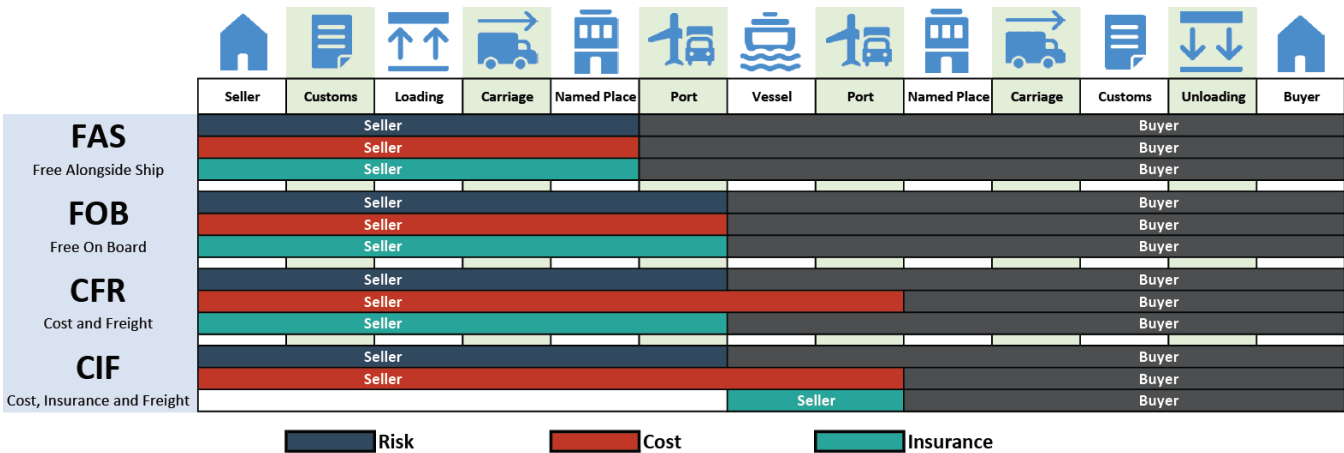 Seller Customs Loading Carriage Named Place Port Vessel Port Named Place Carriage Customs Unloading Buyer
FAS
Free Alongside Ship
Seller Buyer
Seller Buyer
Seller Buyer
FOB
Free On Board
Seller Buyer
Seller Buyer
Seller Buyer
CFR
Cost and Freight
Seller Buyer
Seller Buyer
Seller Buyer
CIF
Cost, Insurance and Freight
Seller Buyer
Seller Buyer
Seller Buyer
Risk Cost Insurance